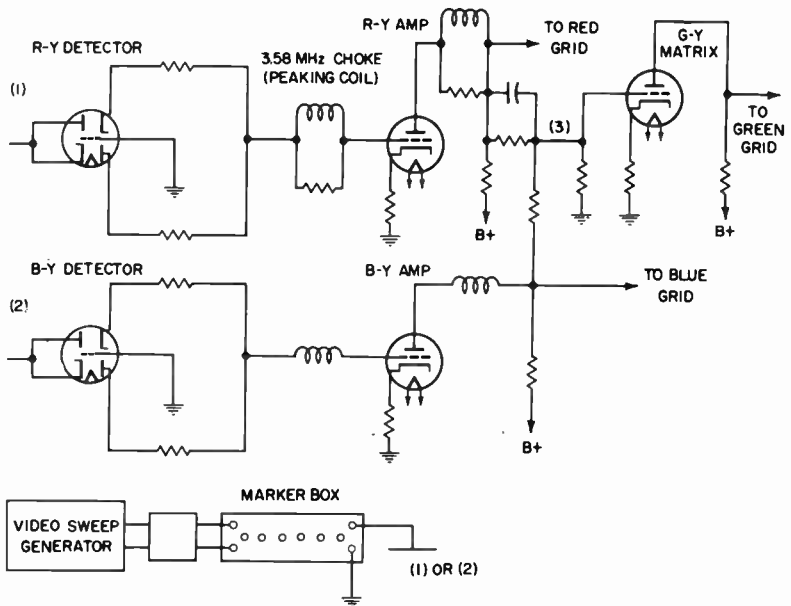 R-Y AMP
R-Y DETECTOR
3.58 MHz CHOKE
(PEAKING COIL)
TO RED
GRID
G-Y
MATRIX
(1)
(3)
TO
GREEN
GRID
B+
B+
B-Y DETECTOR
B-Y AMP
(2)
TO BLUE
GRID
B+
MARKER BOX
VIDEO SWEEP
GENERATOR
(1) OR (2)